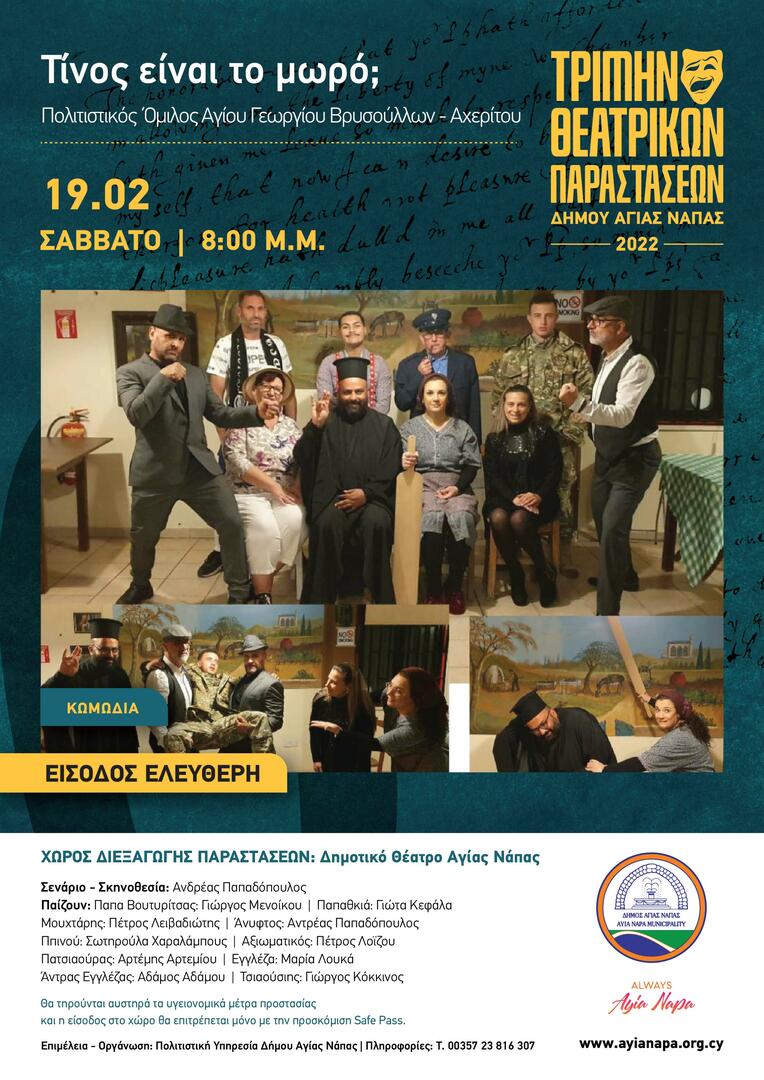 Τίνος είναι το μωρό;
Πολιτιστικός Όμιλος Αγίου Γεωργίου Βρυσούλλων - Αχερίτου
19.02
ΣΑΒΒΑΤΟ | 8:00 Μ.Μ.
ΤΡΙΜΗΝΟ
ΘΕΑΤΡΙΚΩΝ
ΠΑΡΑΣΤΑΣΕΩΝ
ΔΗΜΟΥ ΑΓΙΑΣ ΝΑΠΑΣ
2022
NO SMOKING
ΚΩΜΩΔΙΑ
ΕΙΣΟΔΟΣ ΕΛΕΥΘΕΡΗ
ΧΩΡΟΣ ΔΙΕΞΑΓΩΓΗΣ ΠΑΡΑΣΤΑΣΕΩΝ: Δημοτικό Θέατρο Αγίας Νάπας
Σενάριο - Σκηνοθεσία: Ανδρέας Παπαδόπουλος
Παίζουν: Παπα Βουτυρίτσας: Γιώργος Μενοίκου | Παπαθκιά: Γιώτα Κεφάλα
Μουχτάρης: Πέτρος Λειβαδιώτης | Άνυφτος: Αντρέας Παπαδόπουλος
Ππινού: Σωτηρούλα Χαραλάμπους | Αξιωματικός: Πέτρος Λοΐζου
Πατσιαούρας: Αρτέμης Αρτεμίου | Εγγλέζα: Μαρία Λουκά
Άντρας Εγγλέζας: Αδάμος Αδάμου | Τσιαούσιης: Γιώργος Κόκκινος
Θα τηρούνται αυστηρά τα υγειονομικά μέτρα προστασίας
και η είσοδος στο χώρο θα επιτρέπεται μόνο με την προσκόμιση Safe Pass.
Επιμέλεια - Οργάνωση: Πολιτιστική Υπηρεσία Δήμου Αγίας Νάπας | Πληροφορίες: Τ. 00357 23 816 307
ΔΗΜΟΣ ΑΓΙΑΣ ΝΑΠΑΣ
AYIA NAPA MUNICIPALITY
ALWAYS
Ayia Napa
www.ayianapa.org.cy